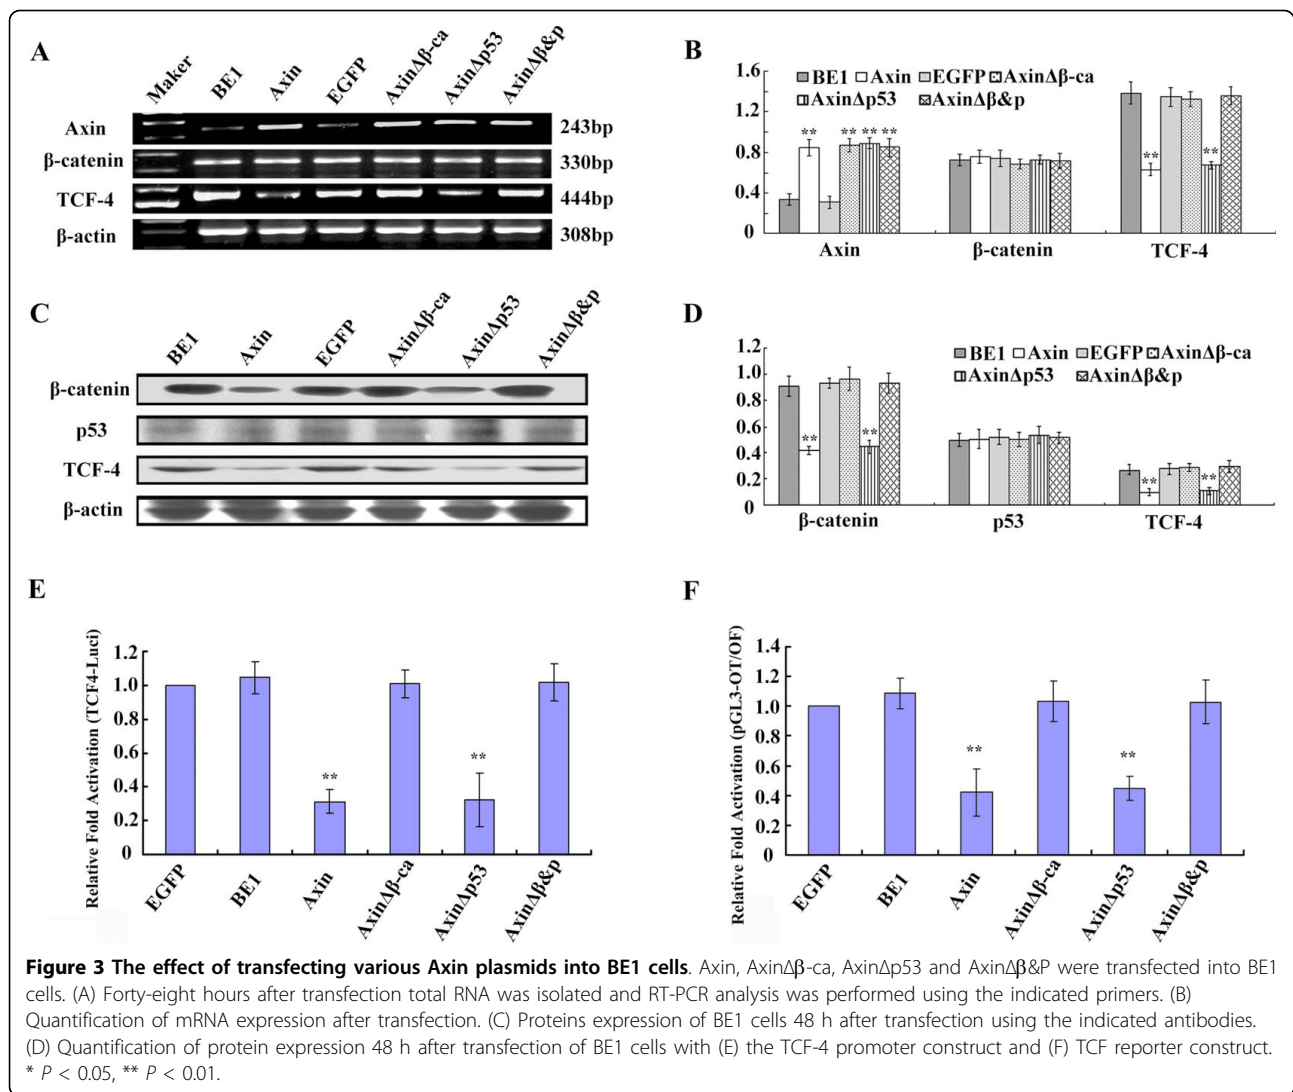 A
Maker BE1 Axin EGFP AxinΔβ-ca AxinΔp53 AxinΔβ&p
Axin 243bp
β-catenin 330bp
TCF-4 444bp
β-actin 308bp
B
BE1 Axin EGFP AxinΔβ-ca
AxinΔp53 AxinΔβ&p
1.6
1.2
0.8
0.4
0
** ** ** ** ** **
Axin β-catenin TCF-4
C
BE1 Axin EGFP AxinΔβ-ca AxinΔp53 AxinΔβ&p
β-catenin
p53
TCF-4
β-actin
D
BE1 Axin EGFP AxinΔβ-ca
AxinΔp53 AxinΔβ&p
1.2
1.0
0.8
0.6
0.4
0.2
0
** ** ** **
β-catenin p53 TCF-4
E
Relative Fold Activation (TCF4-Luci)
1.2
1.0
0.8
0.6
0.4
0.2
0
** **
EGFP BE1 Axin AxinΔβ-ca AxinΔp53 AxinΔβ&p
F
Relative Fold Activation (pGL3-OT/OF)
1.4
1.2
1.0
0.8
0.6
0.4
0.2
0
** **
EGFP BE1 Axin AxinΔβ-ca AxinΔp53 AxinΔβ&p
Figure 3 The effect of transfecting various Axin plasmids into BE1 cells. Axin, AxinΔβ-ca, AxinΔp53 and AxinΔβ&P were transfected into BE1
cells. (A) Forty-eight hours after transfection total RNA was isolated and RT-PCR analysis was performed using the indicated primers. (B)
Quantification of mRNA expression after transfection. (C) Proteins expression of BE1 cells 48 h after transfection using the indicated antibodies.
(D) Quantification of protein expression 48 h after transfection of BE1 cells with (E) the TCF-4 promoter construct and (F) TCF reporter construct.
* P < 0.05, ** P < 0.01.